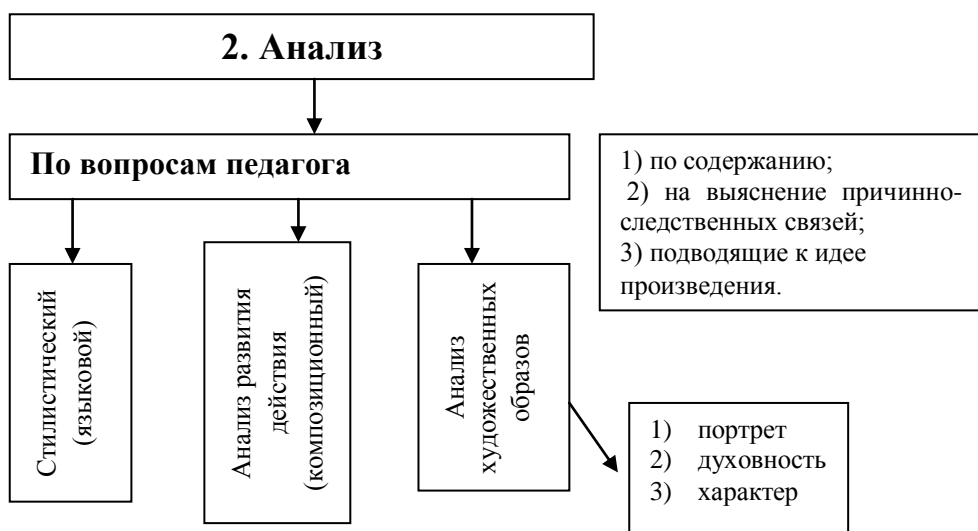 2. Анализ
По вопросам педагога
1) по содержанию;
2) на выяснение причинно-
следственных связей;
3) подводящие к идее
произведения.
Стилистический
(языковой)
Анализ развития
действия
(композиционный)
Анализ
художественных
образов
1) портрет
2) духовность
3) характер